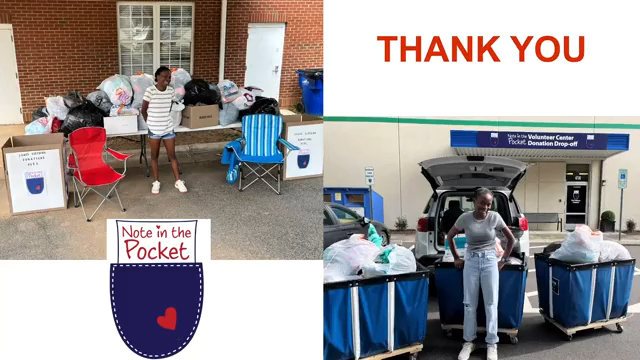 THANK YOU
Note in the
Pocket
Note in the
Pocket
Volunteer Center
Donation Drop-off